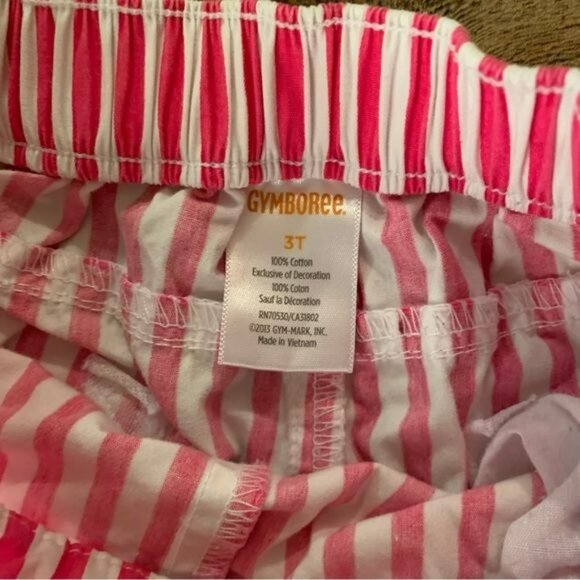 GYMBOREE.
3T
100% Cotton
Exclusive of Decoration
100% Coton
Sauf la Décoration
RN70530/CA31802
©2013 GYM-MARK, INC.
Made in Vietnam